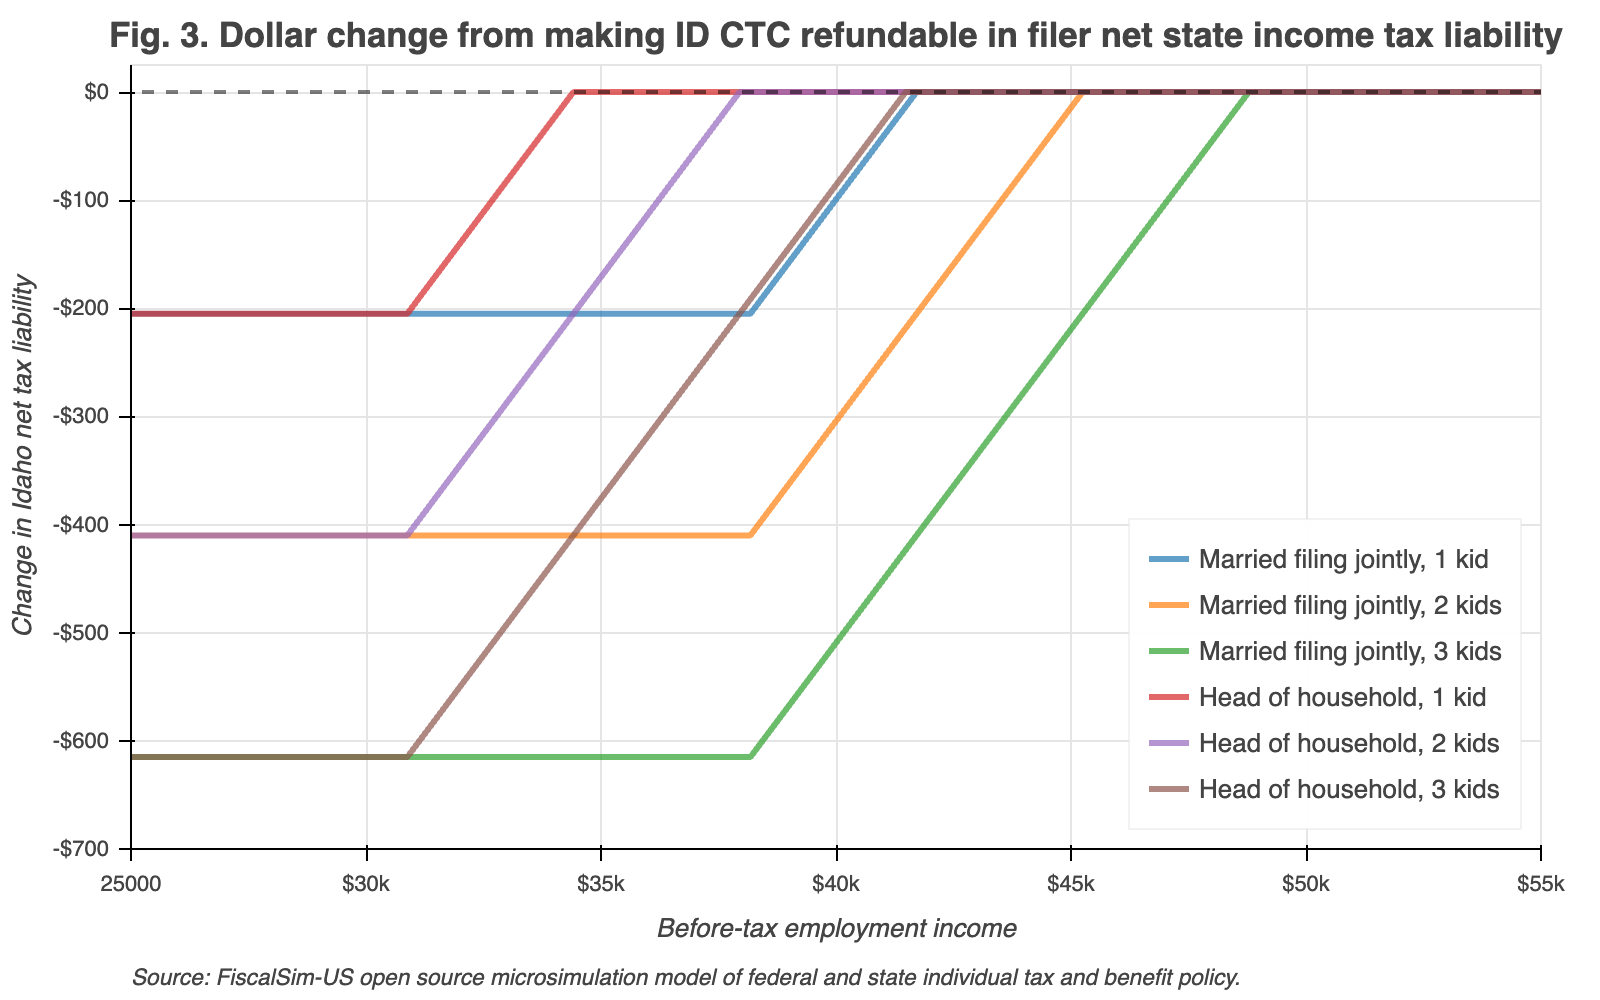 Fig. 3. Dollar change from making ID CTC refundable in filer net state income tax liability
Change in Idaho net tax liability
$0
-$100
-$200
-$300
-$400
-$500
-$600
-$700
25000
$30k
$35k
$40k
$45k
$50k
$55k
Married filing jointly, 1 kid
Married filing jointly, 2 kids
Married filing jointly, 3 kids
Head of household, 1 kid
Head of household, 2 kids
Head of household, 3 kids
Before-tax employment income
Source: FiscalSim-US open source microsimulation model of federal and state individual tax and benefit policy.